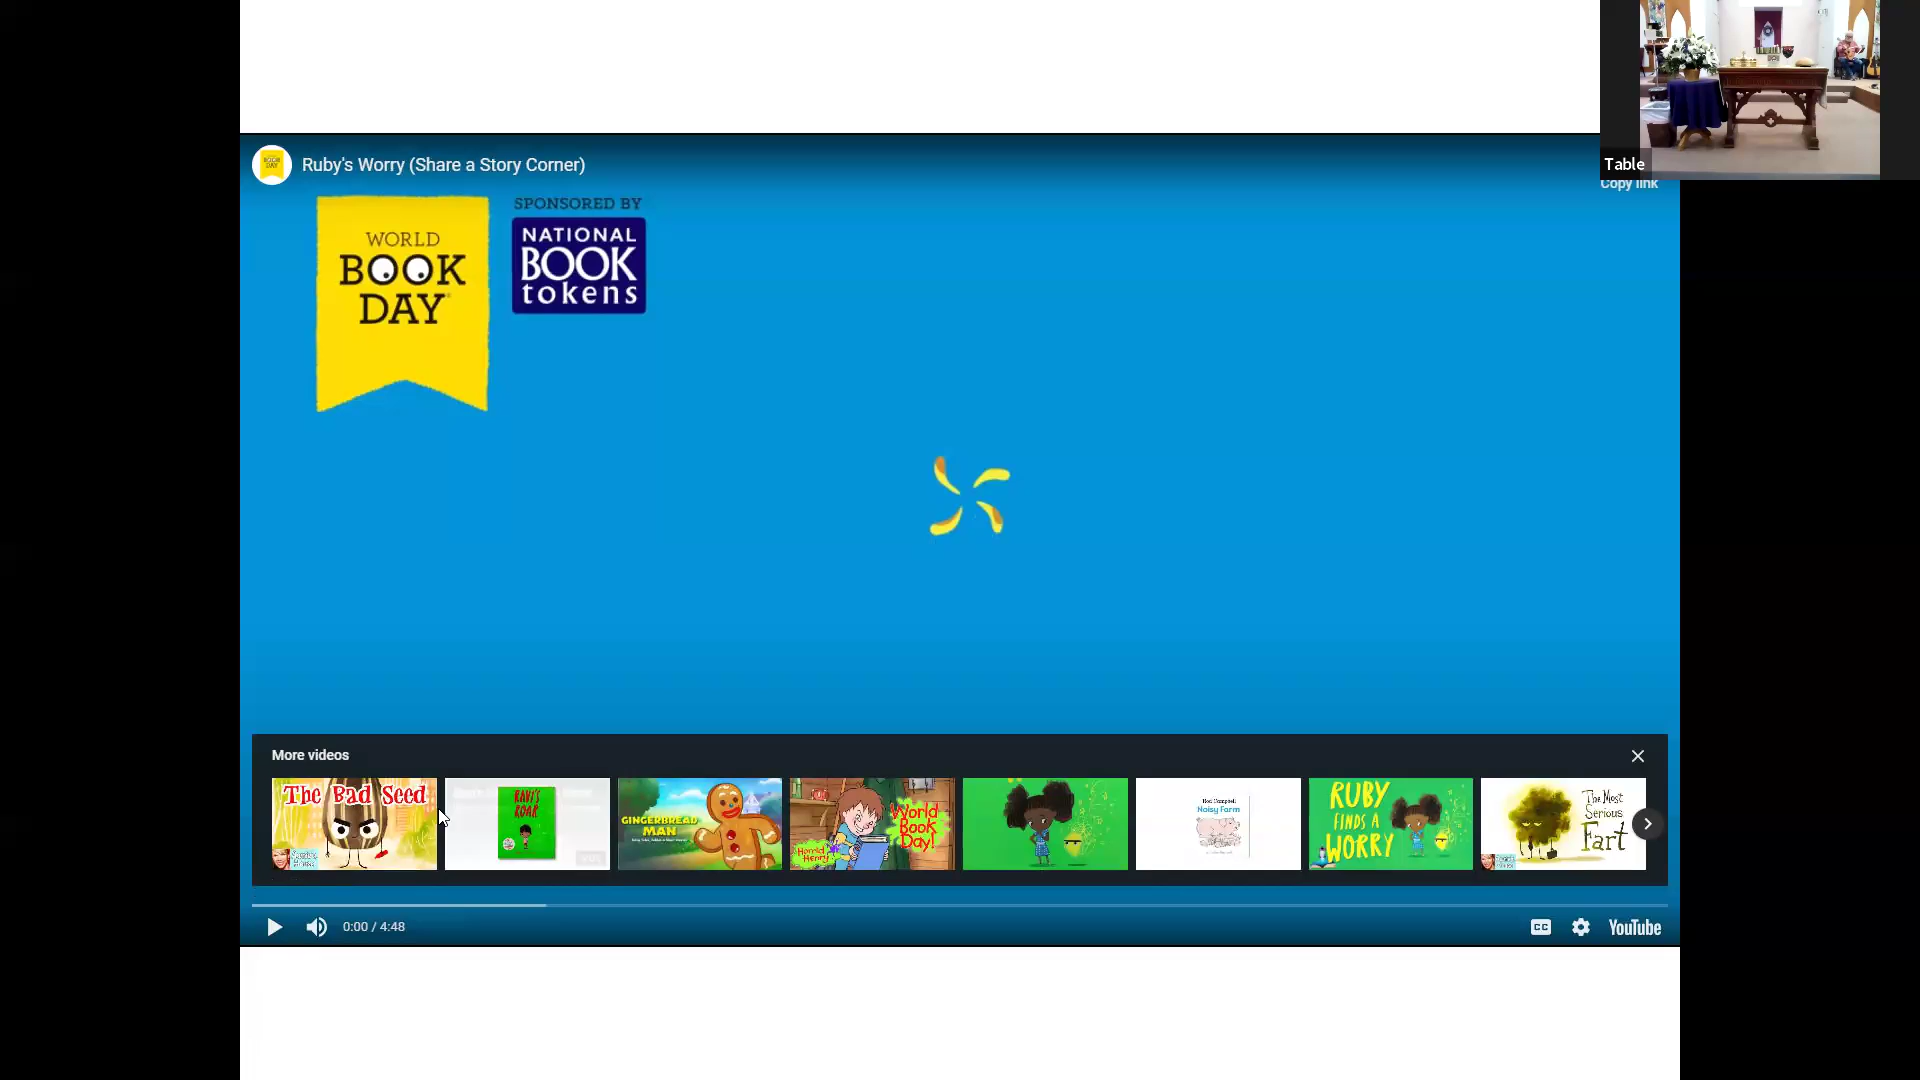 Table
Copy link
Ruby's Worry (Share a Story Corner)
WORLD
BOOK
DAY
SPONSORED BY
NATIONAL
BOOK
tokens
More videos
The Bad Seed
RAVI'S
ROAR
GINGERBREAD
MAN
Horrid
Henry
World
Book
Day!
Rod Campbell
Noisy Farm
RUBY
FINDS A
WORRY
The Most
Serious
Fart
0:00 / 4:48
CC
YouTube